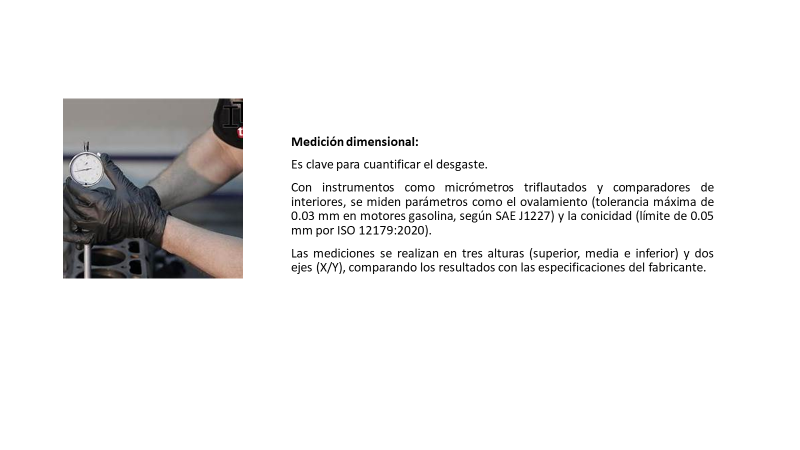 Medición dimensional:
Es clave para cuantificar el desgaste.
Con instrumentos como micrómetros triflautados y comparadores de
interiores, se miden parámetros como el ovalamiento (tolerancia máxima de
0.03 mm en motores gasolina, según SAE J1227) y la conicidad (límite de 0.05
mm por ISO 12179:2020).
Las mediciones se realizan en tres alturas (superior, media e inferior) y dos
ejes (X/Y), comparando los resultados con las especificaciones del fabricante.